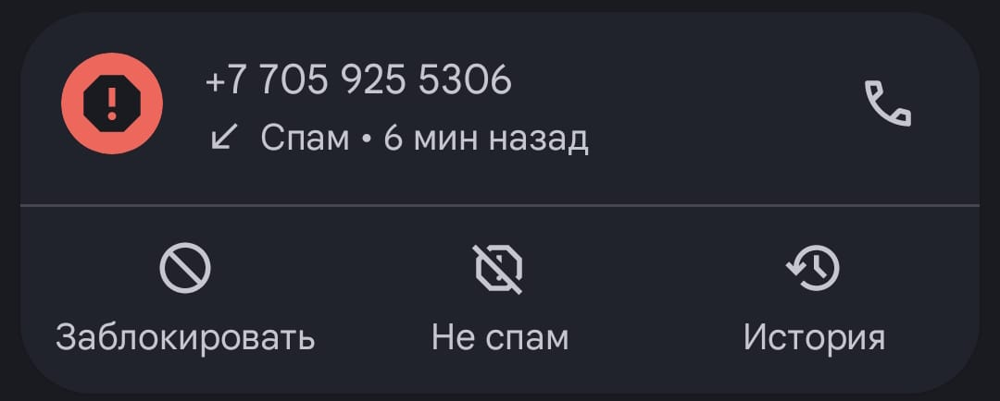 +7 705 925 5306
Спам • 6 мин назад
Заблокировать
Не спам
История